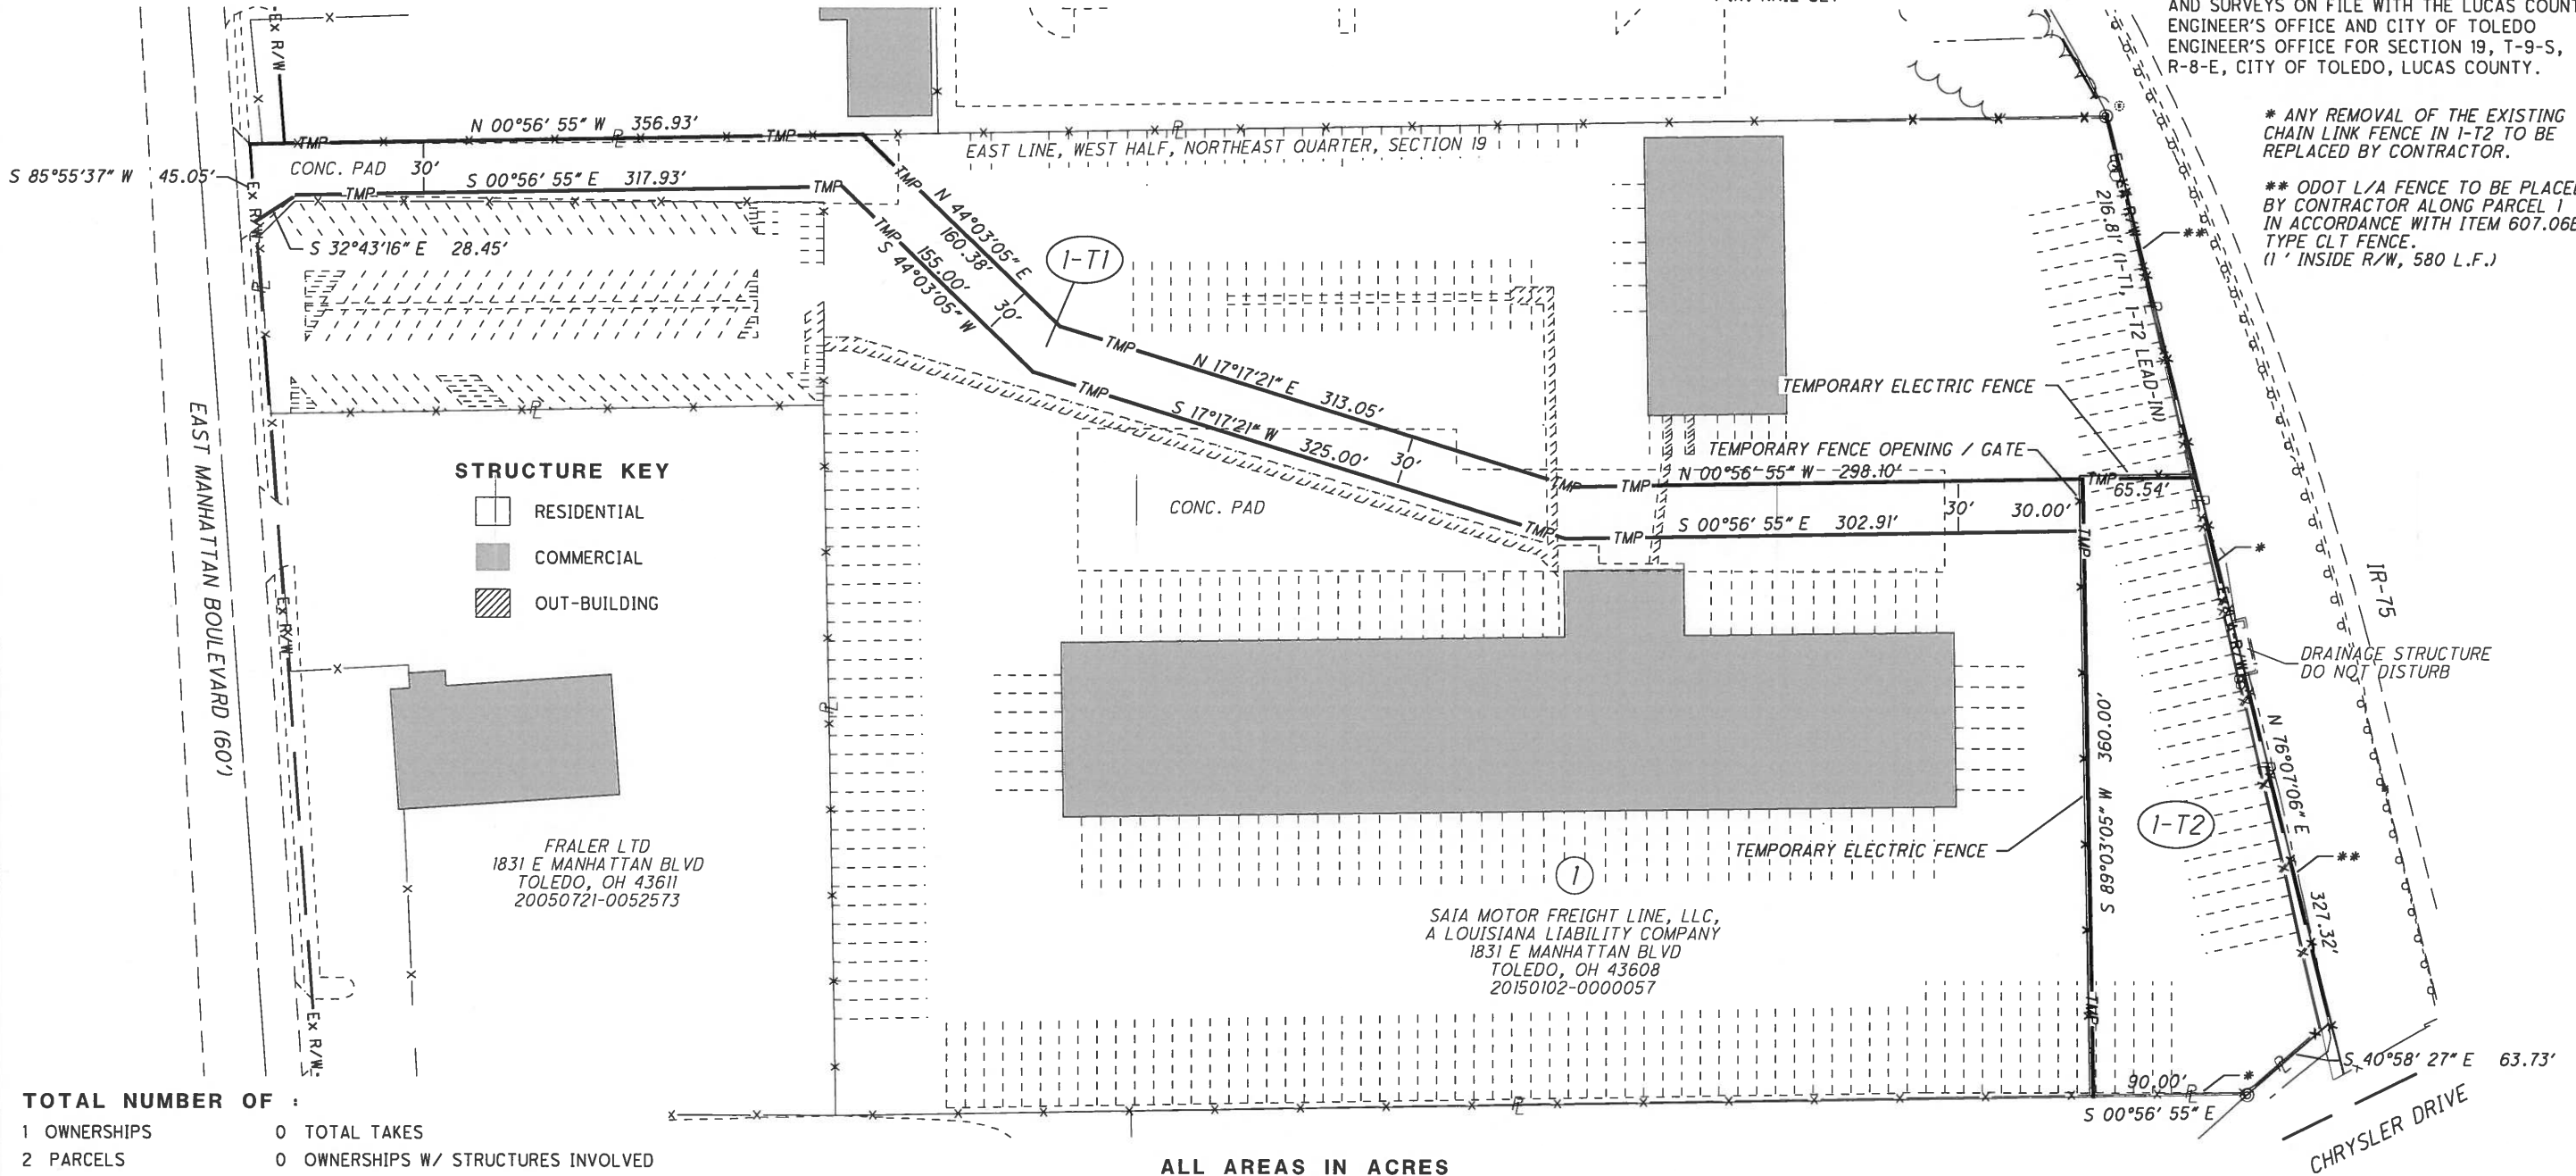 AND SURVEYS ON FILE WITH THE LUCAS COUNT
ENGINEER'S OFFICE AND CITY OF TOLEDO
ENGINEER'S OFFICE FOR SECTION 19, T-9-S,
R-8-E, CITY OF TOLEDO, LUCAS COUNTY.
* ANY REMOVAL OF THE EXISTING
CHAIN LINK FENCE IN 1-T2 TO BE
REPLACED BY CONTRACTOR.
** ODOT L/A FENCE TO BE PLACED
BY CONTRACTOR ALONG PARCEL 1
IN ACCORDANCE WITH ITEM 607.06B
TYPE CLT FENCE.
(1' INSIDE R/W, 580 L.F.)
Ex R/W
N 00°56' 55" W 356.93'
TMP
TMP
PL
PL
EAST LINE, WEST HALF, NORTHEAST QUARTER, SECTION 19
S 85°55'37" W 45.05'
CONC. PAD 30'
S 00°56' 55" E 317.93'
TMP
TMP
Ex R/W
S 32°43'16" E 28.45'
TMP
N 44°03'05" E
160.38'
TMP
155.00'
S 44°03'05" W
30'
1-T1
TMP
N 17°17'21" E 313.05'
TMP
S 17°17'21" W 325.00'
30'
CONC. PAD
TMP
TMP
TMP
TMP
N 00°56' 55" W 298.10'
S 00°56' 55" E 302.91'
30'
30.00'
TMP
65.54'
TMP
TEMPORARY ELECTRIC FENCE
TEMPORARY FENCE OPENING / GATE
216.81' (1-T1, 1-T2 LEAD-IN)
**
*
IR-75
DRAINAGE STRUCTURE
DO NOT DISTURB
N 76°07'06" E
327.32'
**
1-T2
S 89°03'05" W 360.00'
TEMPORARY ELECTRIC FENCE
TMP
90.00'
*
S 00°56' 55" E
S 40°58' 27" E 63.73'
CHRYSLER DRIVE
EAST MANHATTAN BOULEVARD (60')
Ex R/W
Ex R/W
PL
PL
PL
STRUCTURE KEY
RESIDENTIAL
COMMERCIAL
OUT-BUILDING
FRALER LTD
1831 E MANHATTAN BLVD
TOLEDO, OH 43611
20050721-0052573
1
SAIA MOTOR FREIGHT LINE, LLC,
A LOUISIANA LIABILITY COMPANY
1831 E MANHATTAN BLVD
TOLEDO, OH 43608
20150102-0000057
TOTAL NUMBER OF :
1 OWNERSHIPS 0 TOTAL TAKES
2 PARCELS 0 OWNERSHIPS W/ STRUCTURES INVOLVED
ALL AREAS IN ACRES